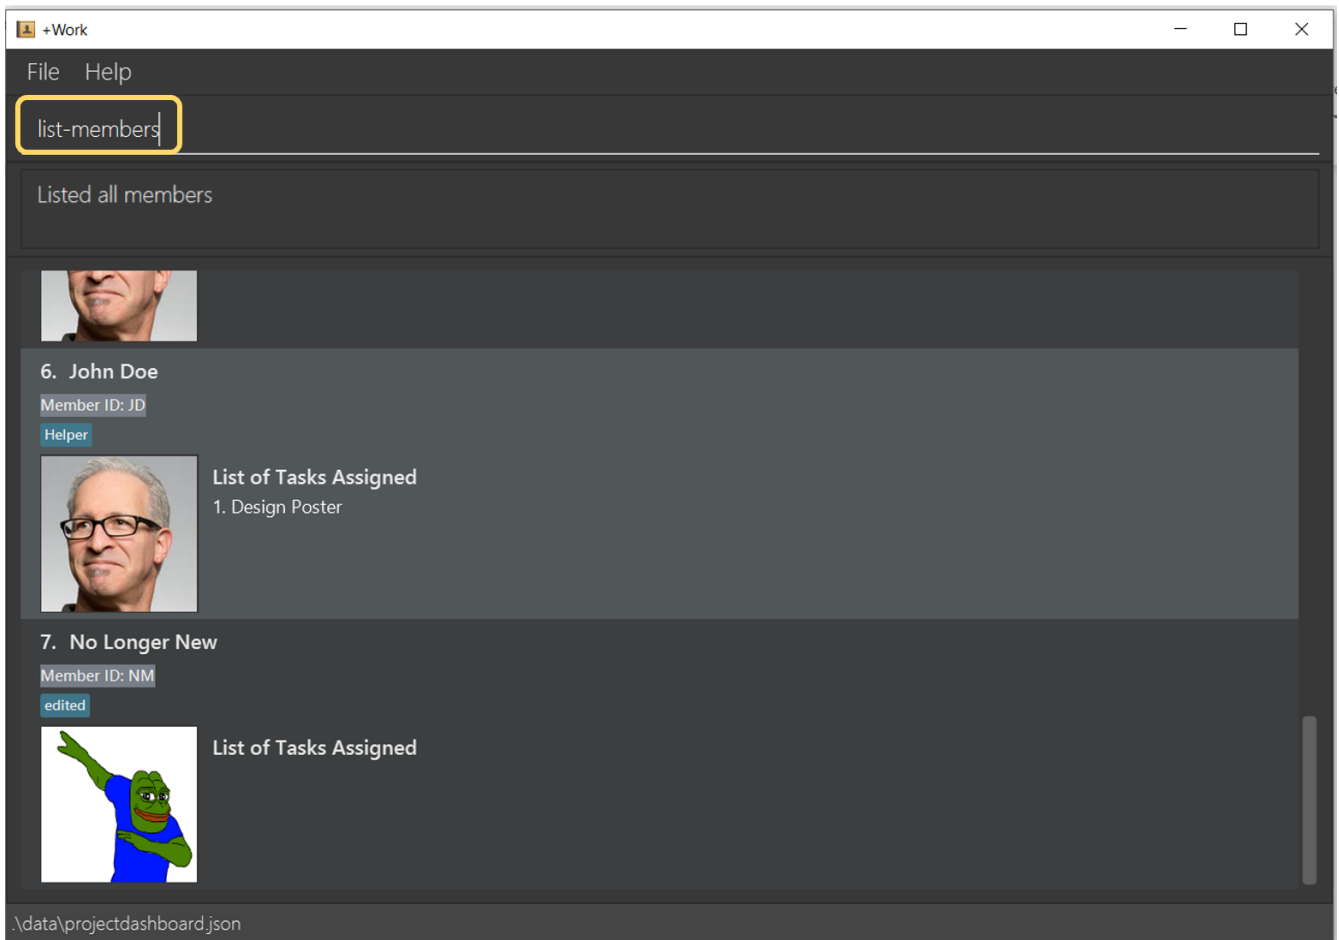 +Work
File Help
list-members
Listed all members
6. John Doe
Member ID: JD
Helper
List of Tasks Assigned
1. Design Poster
7. No Longer New
Member ID: NM
edited
List of Tasks Assigned
.\data\projectdashboard.json